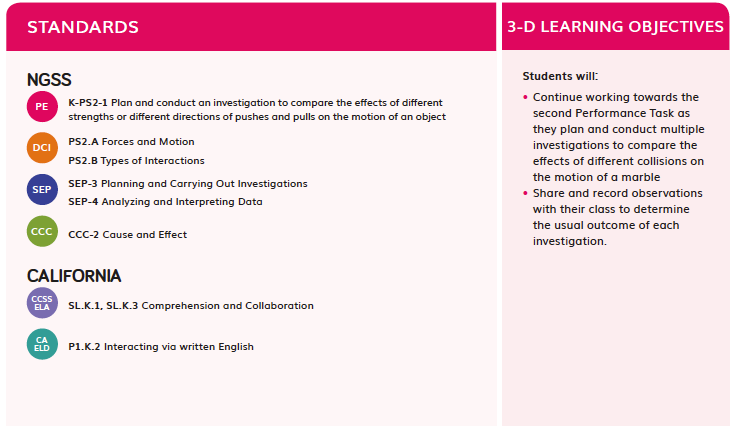 STANDARDS
NGSS
PE
K-PS2-1 Plan and conduct an investigation to compare the effects of different
strengths or different directions of pushes and pulls on the motion of an object
DCI
PS2.A Forces and Motion
PS2.B Types of Interactions
SEP
SEP-3 Planning and Carrying Out Investigations
SEP-4 Analyzing and Interpreting Data
CCC
CCC-2 Cause and Effect
CALIFORNIA
CCSS
ELA
SL.K.1, SL.K.3 Comprehension and Collaboration
CA
ELD
P1.K.2 Interacting via written English
3-D LEARNING OBJECTIVES
Students will:
• Continue working towards the
second Performance Task as
they plan and conduct multiple
investigations to compare the
effects of different collisions on
the motion of a marble
• Share and record observations
with their class to determine
the usual outcome of each
investigation.